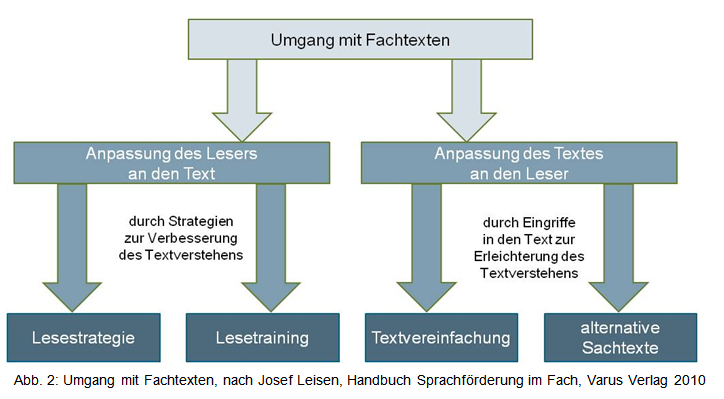 Umgang mit Fachtexten
Anpassung des Lesers
an den Text
Anpassung des Textes
an den Leser
durch Strategien
zur Verbesserung
des Textverstehens
durch Eingriffe
in den Text zur
Erleichterung des
Textverstehens
Lesestrategie
Lesetraining
Textvereinfachung
alternative
Sachtexte
Abb. 2: Umgang mit Fachtexten, nach Josef Leisen, Handbuch Sprachförderung im Fach, Varus Verlag 2010